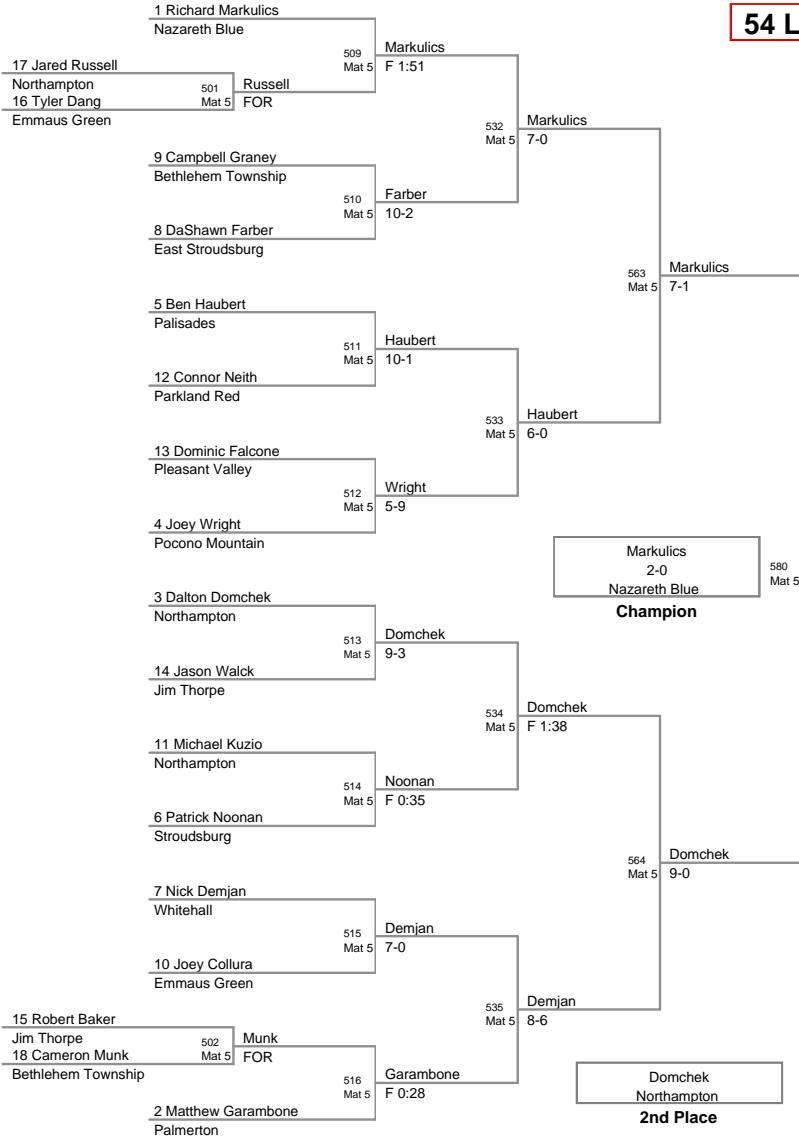 54 L
1 Richard Markulics
Nazareth Blue
509
Mat 5
Markulics
F 1:51
17 Jared Russell
Northampton
16 Tyler Dang
Emmaus Green
501
Mat 5
Russell
FOR
532
Mat 5
Markulics
7-0
9 Campbell Graney
Bethlehem Township
510
Mat 5
Farber
10-2
8 DaShawn Farber
East Stroudsburg
563
Mat 5
Markulics
7-1
5 Ben Haubert
Palisades
511
Mat 5
Haubert
10-1
12 Connor Neith
Parkland Red
533
Mat 5
Haubert
6-0
13 Dominic Falcone
Pleasant Valley
512
Mat 5
Wright
5-9
4 Joey Wright
Pocono Mountain
Markulics
2-0
Nazareth Blue
Champion
580
Mat 5
3 Dalton Domchek
Northampton
513
Mat 5
Domchek
9-3
14 Jason Walck
Jim Thorpe
534
Mat 5
Domchek
F 1:38
11 Michael Kuzio
Northampton
514
Mat 5
Noonan
F 0:35
6 Patrick Noonan
Stroudsburg
564
Mat 5
Domchek
9-0
7 Nick Demjan
Whitehall
515
Mat 5
Demjan
7-0
10 Joey Collura
Emmaus Green
535
Mat 5
Demjan
8-6
15 Robert Baker
Jim Thorpe
18 Cameron Munk
Bethlehem Township
502
Mat 5
Munk
FOR
516
Mat 5
Garambone
F 0:28
2 Matthew Garambone
Palmerton
Domchek
Northampton
2nd Place